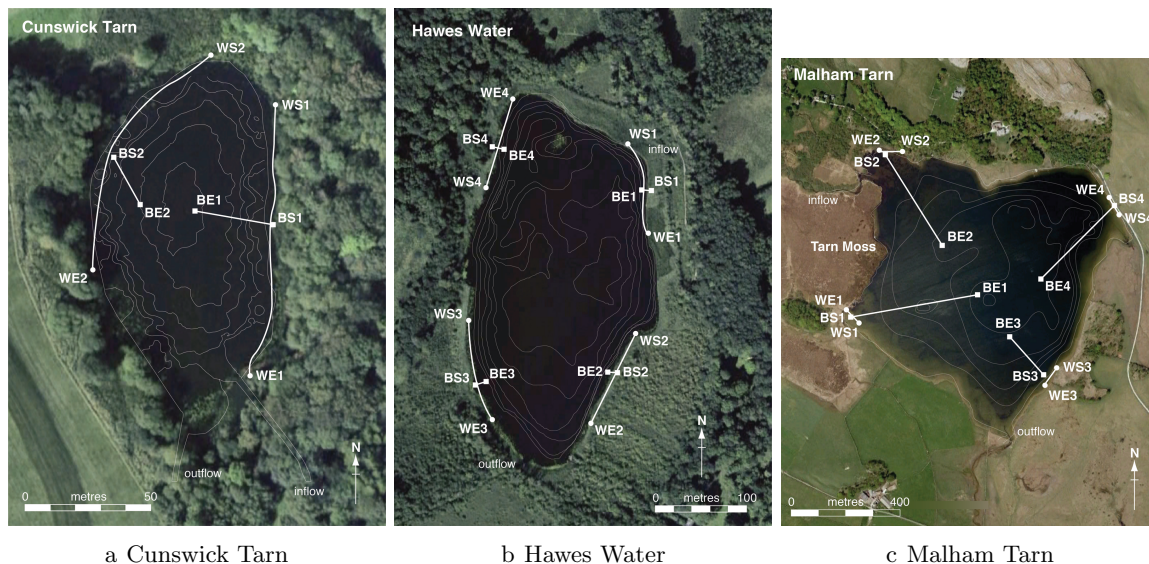 Cunswick Tarn
WS2
WS1
BS2
BE2
BE1
BS1
WE2
WE1
outflow
inflow
N
0 metres 50
Hawes Water
WE4
WS1
inflow
BS4
BE4
WS4
BE1
BS1
WE1
WS3
WS2
BS3
BE3
BE2
BS2
WE3
WE2
outflow
N
0 metres 100
Malham Tarn
WE2
WS2
BS2
inflow
WE4
BS4
WS4
Tarn Moss
BE2
BE1
BE4
WE1
BS1
WS1
BE3
BS3
WS3
WE3
outflow
N
0 metres 400
a Cunswick Tarn
b Hawes Water
c Malham Tarn